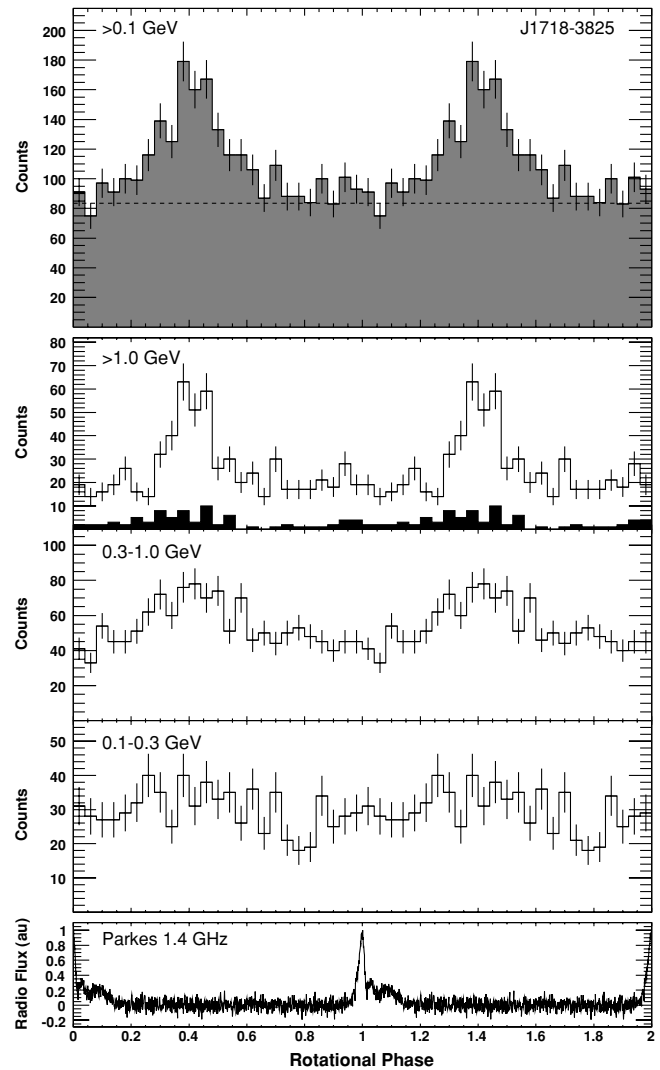 >0.1 GeV J1718-3825
200
180
160
140
120
100
80
60
40
20
Counts
>1.0 GeV
80
70
60
50
40
30
20
10
Counts
0.3-1.0 GeV
100
80
60
40
20
Counts
0.1-0.3 GeV
50
40
30
20
10
Counts
Parkes 1.4 GHz
1
0.8
0.6
0.4
0.2
0
-0.2
Radio Flux (au)
0 0.2 0.4 0.6 0.8 1 1.2 1.4 1.6 1.8 2
Rotational Phase